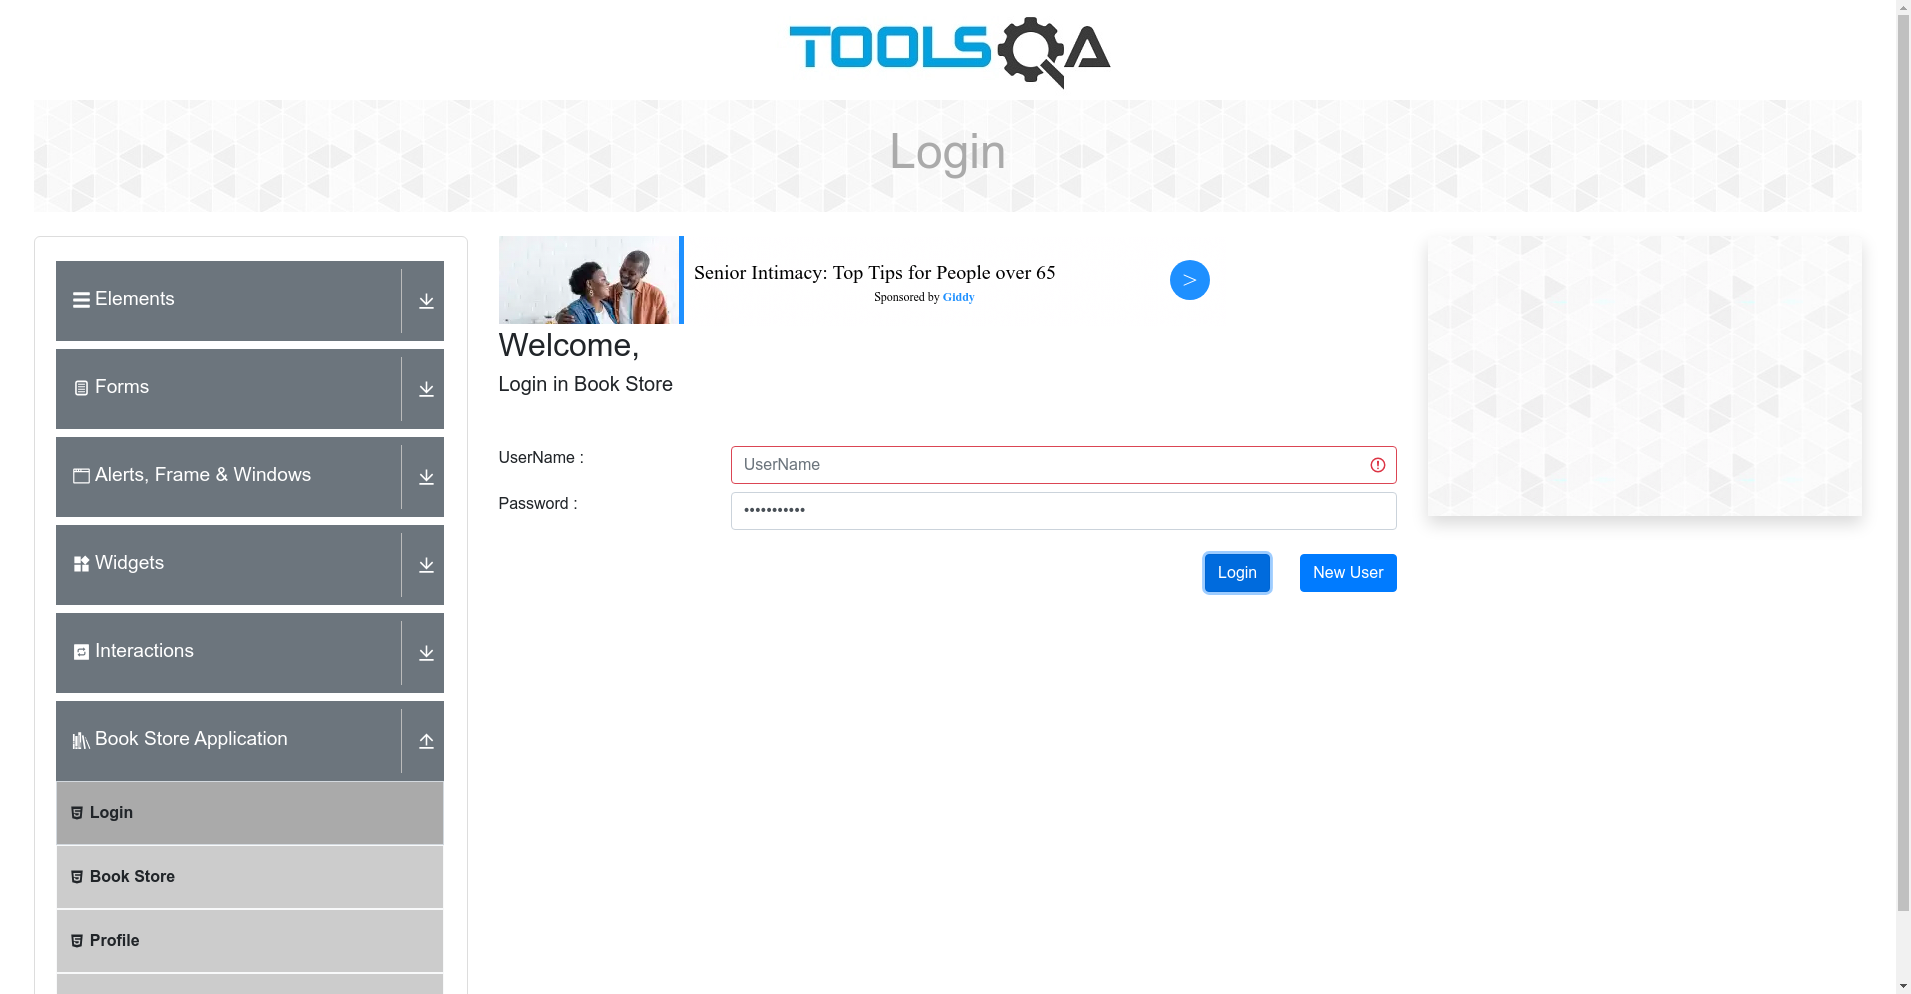 TOOLSQA
Login
Elements
Forms
Alerts, Frame & Windows
Widgets
Interactions
Book Store Application
Login
Book Store
Profile
Senior Intimacy: Top Tips for People over 65
Sponsored by Giddy
>
Welcome,
Login in Book Store
UserName :
UserName
Password :
•••••••••••
Login
New User